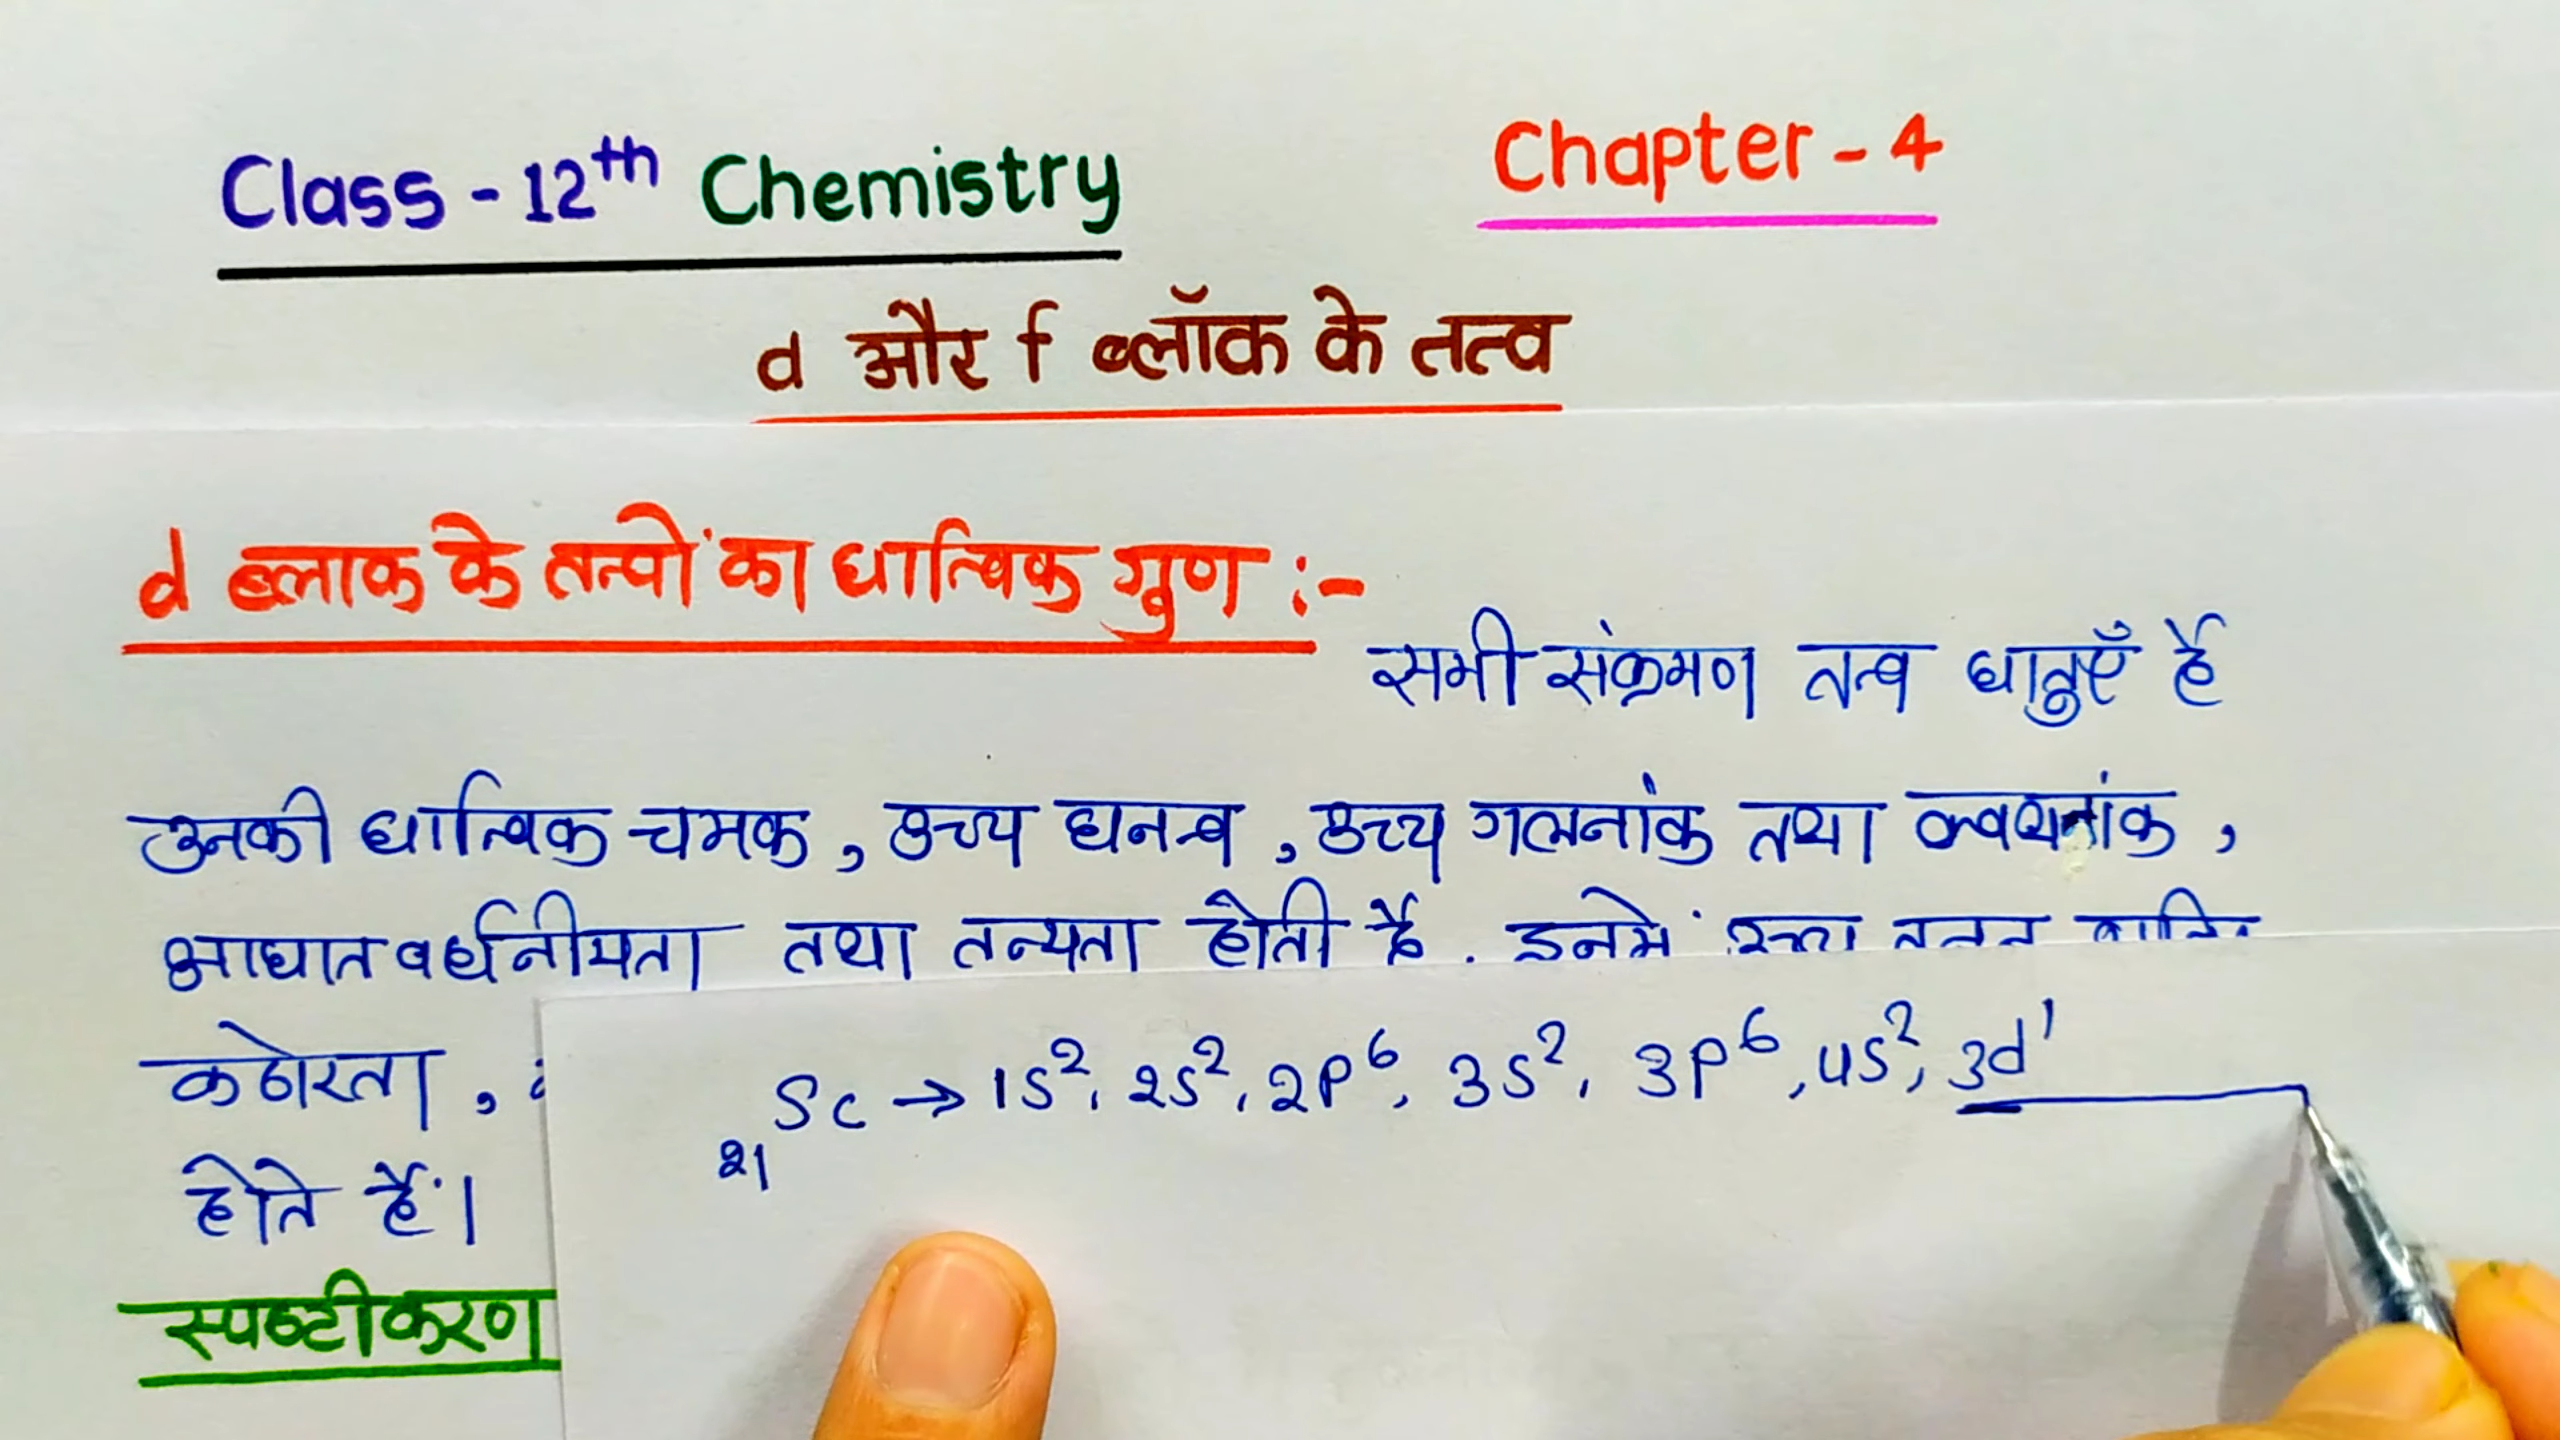 Class - 12th Chemistry
Chapter - 4
d और f ब्लॉक के तत्व
d ब्लाक के तत्वों का धात्विक गुण :-
सभी संक्रमण तत्व धातुएँ हैं
उनकी धात्विक चमक , उच्च घनत्व , उच्च गलनांक तथा क्वथनांक ,
आघातवर्धनीयता तथा तन्यता होती है . इनमें
कठोरता ,
21Sc → 1S², 2S², 2P⁶, 3S², 3P⁶, 4S², 3d¹
होते हैं।
स्पष्टीकरण